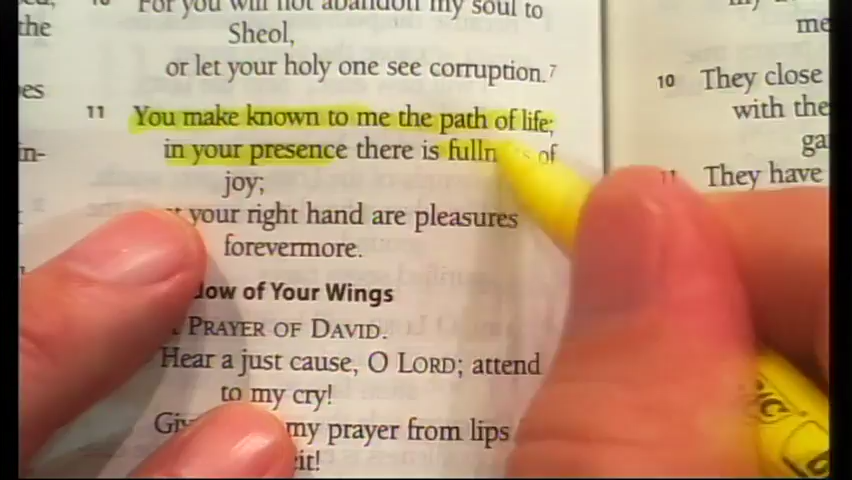 10 For you will not abandon my soul to
Sheol,
or let your holy one see corruption.7
11 You make known to me the path of life;
in your presence there is fulln of
joy;
your right hand are pleasures
forevermore.
dow of Your Wings
PRAYER OF DAVID.
Hear a just cause, O LORD; attend
to my cry!
my prayer from lips
the
in-
me
10 They close
with the
ga
11 They have